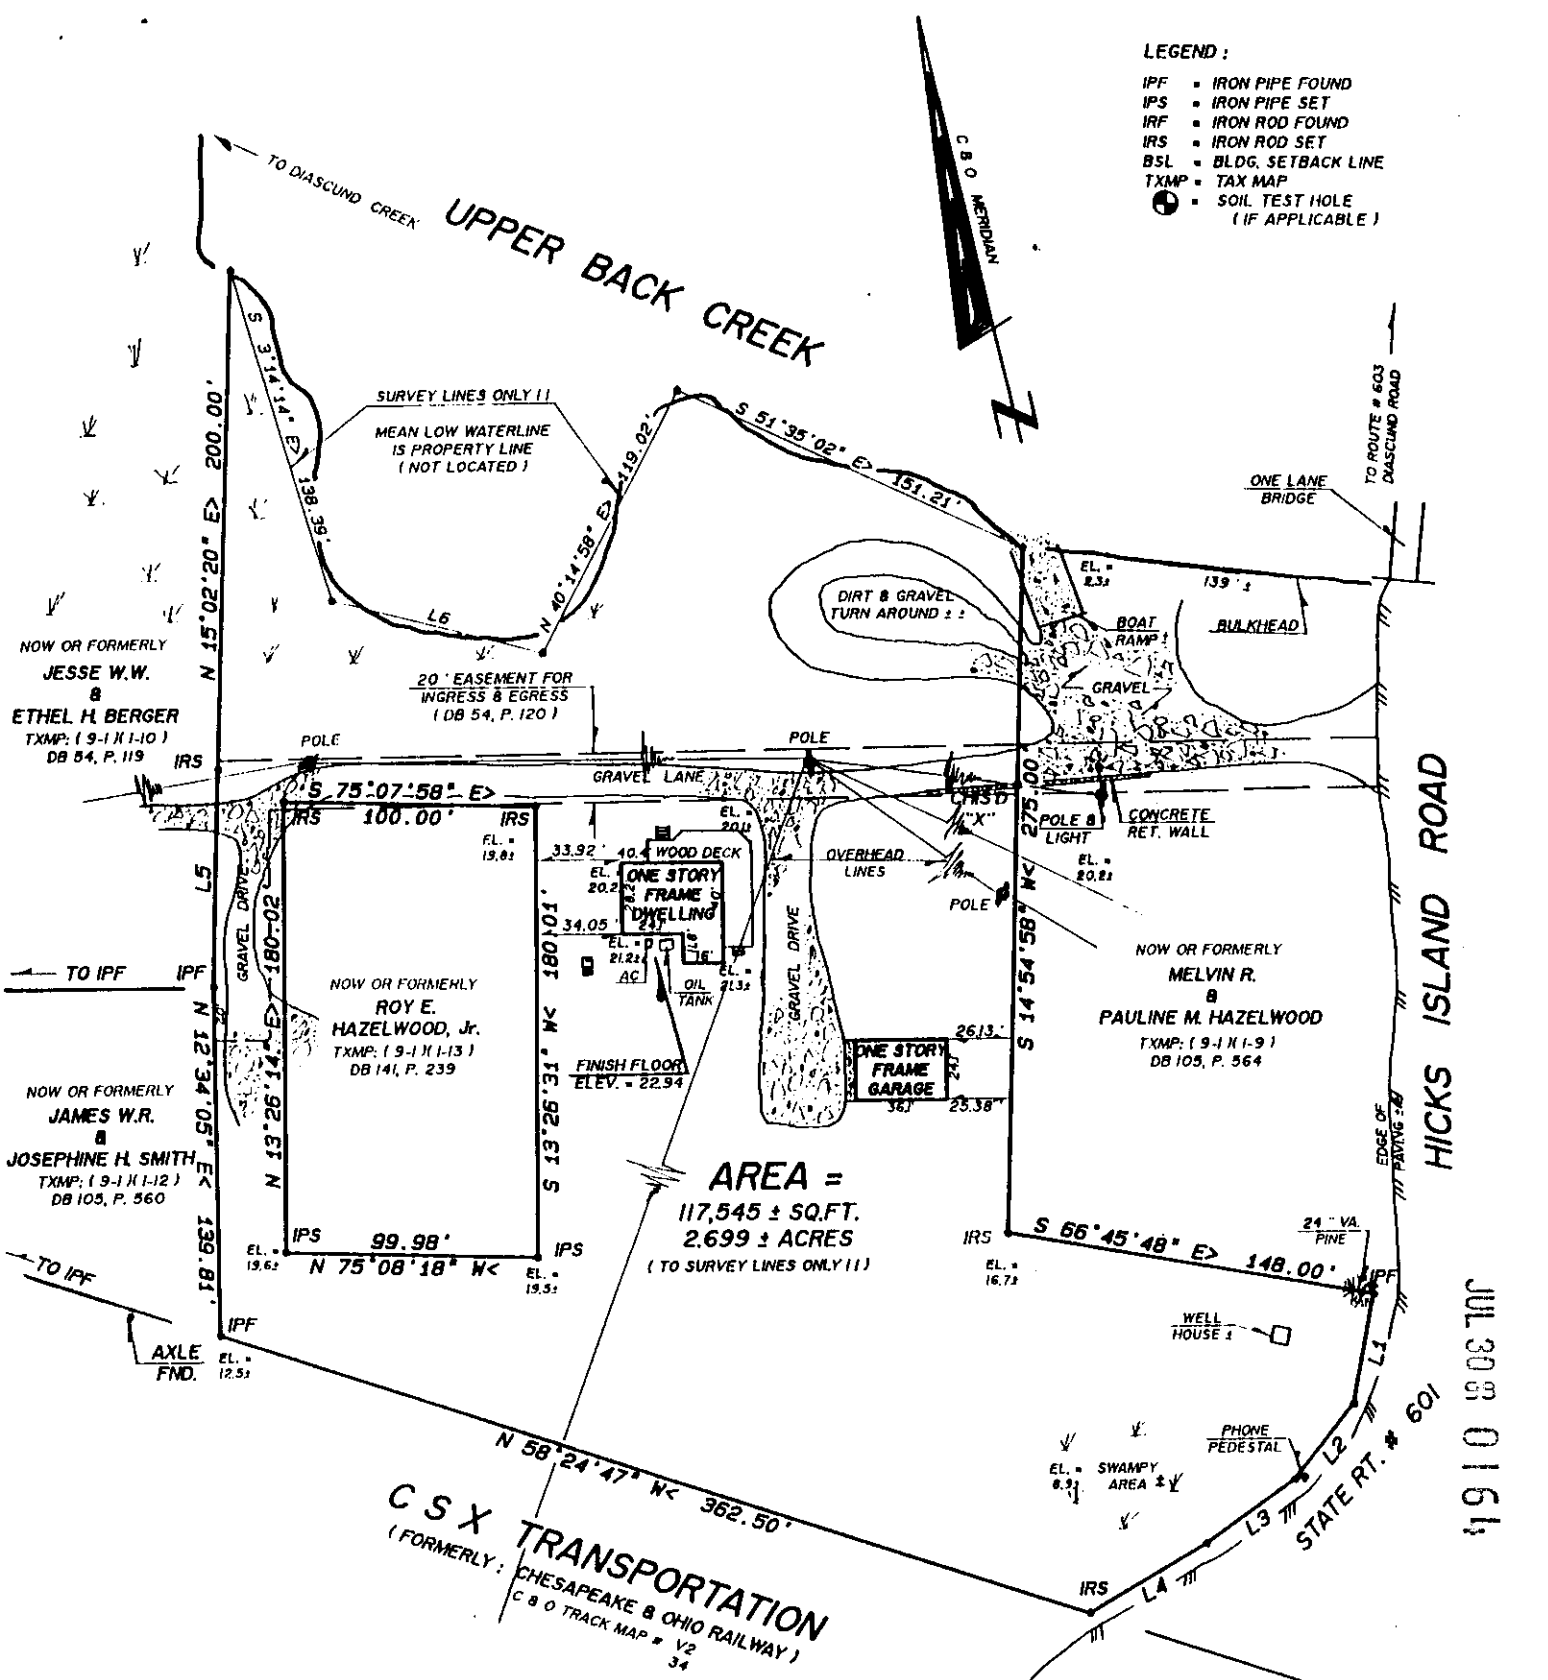 LEGEND :
IPF = IRON PIPE FOUND
IPS = IRON PIPE SET
IRF = IRON ROD FOUND
IRS = IRON ROD SET
BSL = BLDG. SETBACK LINE
TXMP = TAX MAP
= SOIL TEST HOLE
( IF APPLICABLE )
C & O MERIDIAN
TO DIASCUND CREEK
UPPER BACK CREEK
TO ROUTE # 603
DIASCUND ROAD
ONE LANE
BRIDGE
S 3°14'14" E>
138.39'
SURVEY LINES ONLY !!
MEAN LOW WATERLINE
IS PROPERTY LINE
( NOT LOCATED )
N 40°14'58" E>
119.02'
S 51°35'02" E>
151.21'
N 15°02'20" E> 200.00'
L6
EL. =
2.3±
139' ±
BULKHEAD
BOAT
RAMP ±
DIRT & GRAVEL
TURN AROUND ± ±
GRAVEL
NOW OR FORMERLY
JESSE W.W.
&
ETHEL H. BERGER
TXMP: ( 9-1 )( 1-10 )
DB 54, P. 119
20 ' EASEMENT FOR
INGRESS & EGRESS
( DB 54, P. 120 )
IRS
POLE
POLE
GRAVEL LANE
S 75°07'58" E>
100.00'
IRS
IRS
EL. =
19.8±
EL. =
20.1±
CHIS'D
"X"
POLE &
LIGHT
CONCRETE
RET. WALL
EL. =
20.2±
275.00'
S 14°54'58" W<
33.92'
40.4'
WOOD DECK
ONE STORY
FRAME
DWELLING
28.2'
40'
24.1'
16'
EL. =
20.2
34.05'
EL. =
21.2±
AC
OIL
TANK
EL. =
21.3±
OVERHEAD
LINES
POLE
L5
GRAVEL DRIVE
N 13°26'14" E>
180.02'
S 13°26'31" W<
180.01'
GRAVEL DRIVE
TO IPF
IPF
NOW OR FORMERLY
ROY E.
HAZELWOOD, Jr.
TXMP: ( 9-1 )( 1-13 )
DB 141, P. 239
NOW OR FORMERLY
MELVIN R.
&
PAULINE M. HAZELWOOD
TXMP: ( 9-1 )( 1-9 )
DB 105, P. 564
FINISH FLOOR
ELEV. = 22.94
ONE STORY
FRAME
GARAGE
26.13'
24.1'
36.1'
25.38'
HICKS ISLAND ROAD
EDGE OF
PAVING ±
NOW OR FORMERLY
JAMES W.R.
&
JOSEPHINE H. SMITH
TXMP: ( 9-1 )( 1-12 )
DB 105, P. 560
N 12°34'05" E<
139.81'
AREA =
117,545 ± SQ.FT.
2.699 ± ACRES
( TO SURVEY LINES ONLY !! )
IPS
EL. =
19.6±
99.98'
N 75°08'18" W<
IPS
EL. =
19.5±
IRS
EL. =
16.7±
S 66°45'48" E>
148.00'
24 " VA.
PINE
IPF
TO IPF
AXLE
FND.
IPF
EL. =
12.5±
WELL
HOUSE ±
L1
L2
L3
L4
PHONE
PEDESTAL
EL. =
8.9±
SWAMPY
AREA ±
STATE RT. # 601
N 58°24'47" W< 362.50'
IRS
C S X TRANSPORTATION
( FORMERLY : CHESAPEAKE & OHIO RAILWAY )
C & O TRACK MAP # V2
34
JUL 30 8 0164